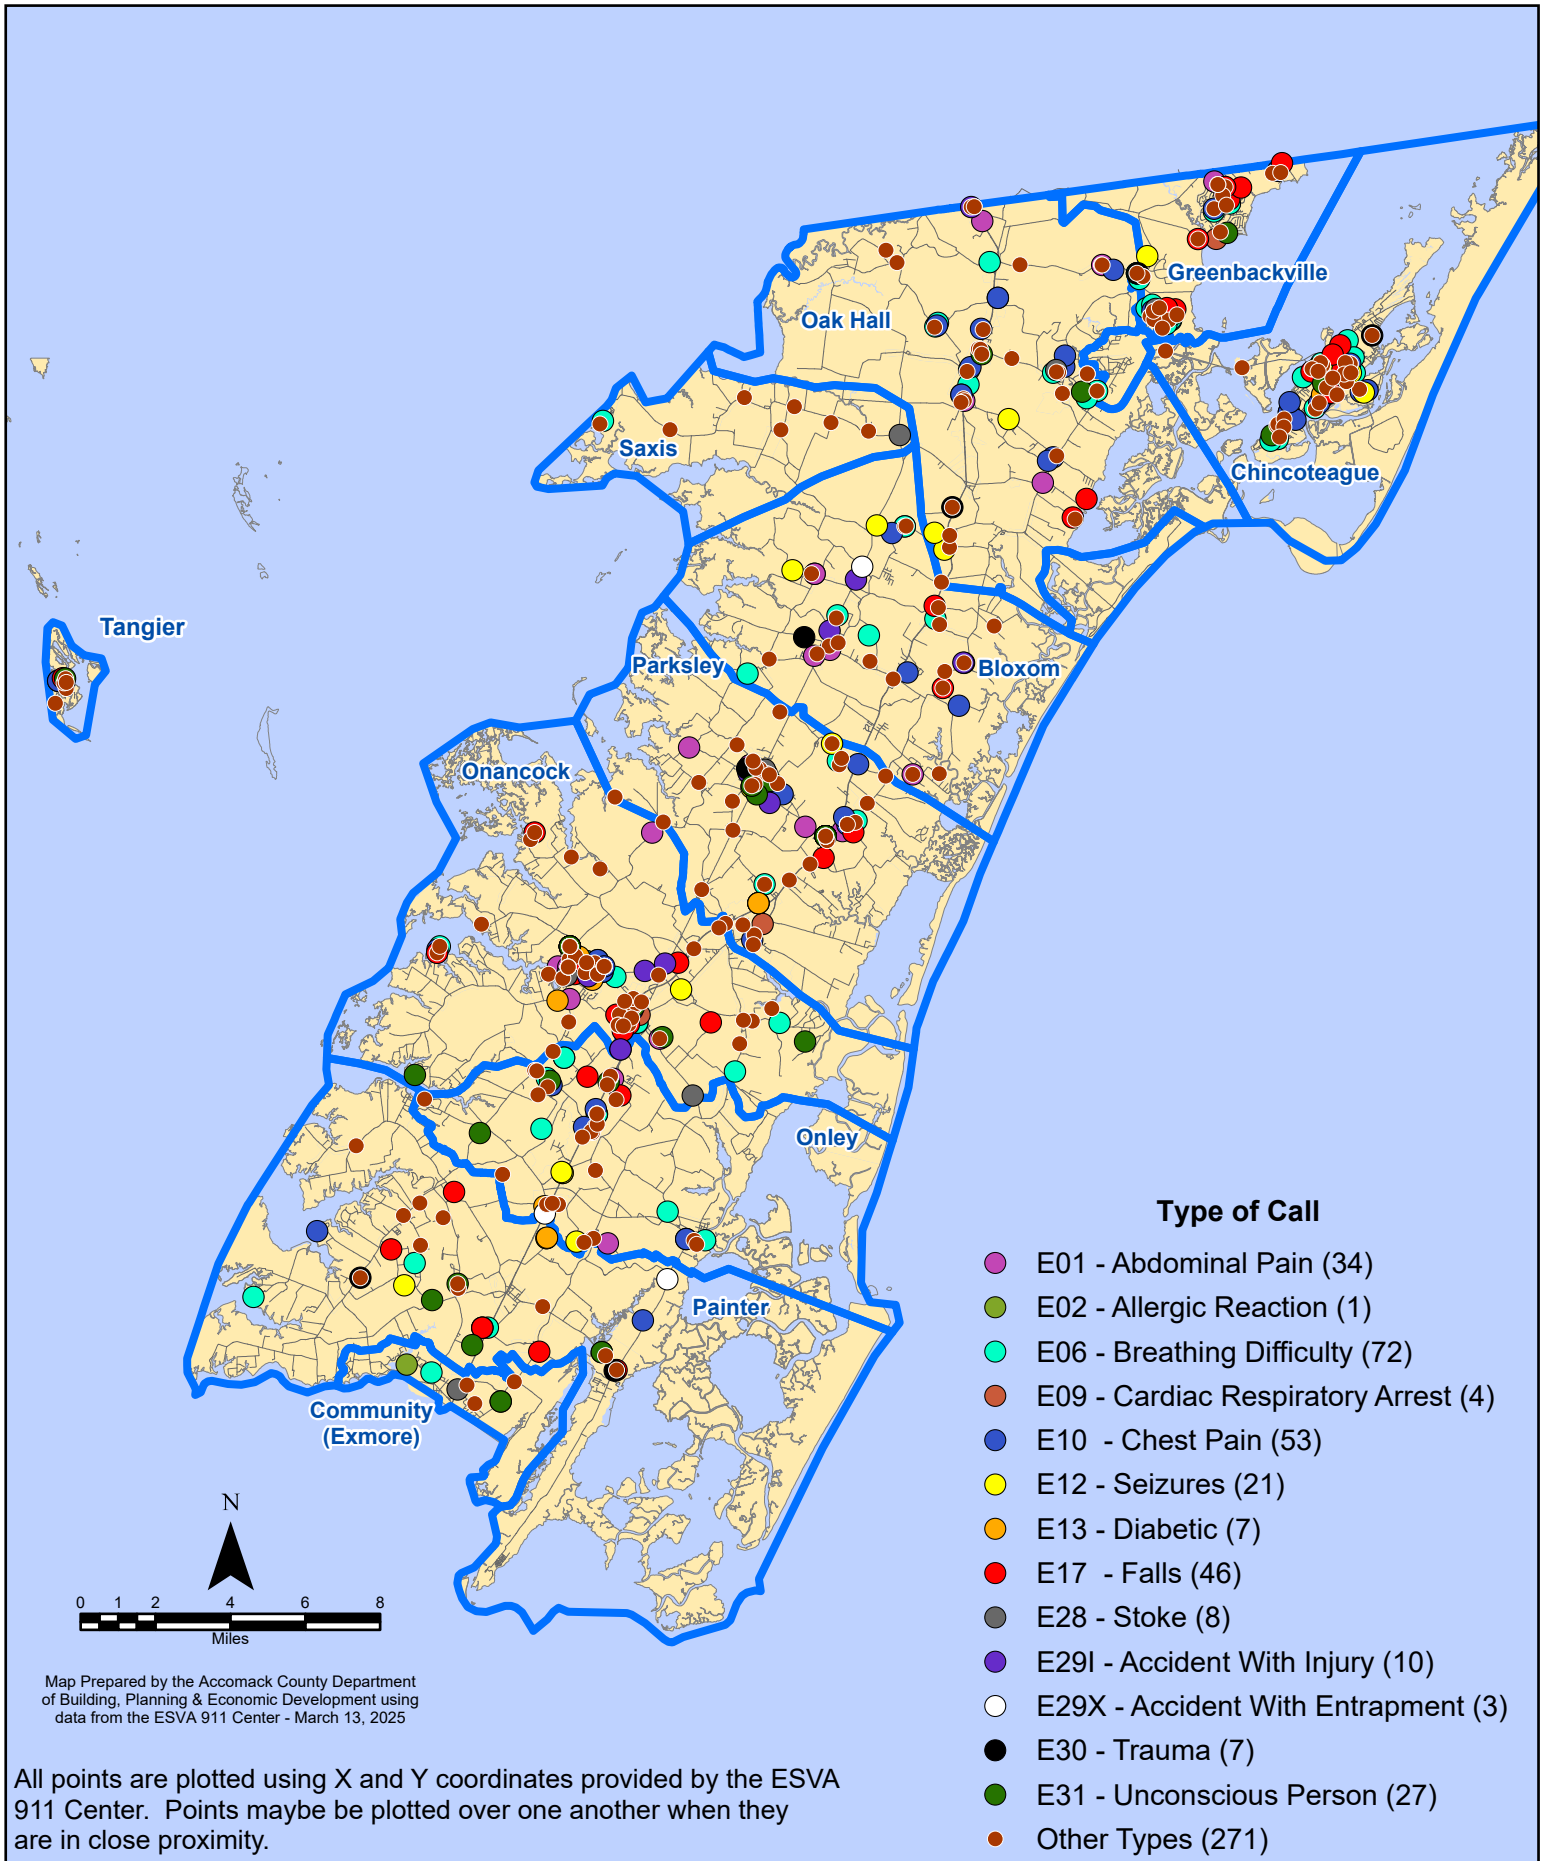 Greenbackville
Oak Hall
Saxis
Chincoteague
Tangier
Parksley
Bloxom
Onancock
Onley
Painter
Community
(Exmore)
Type of Call
E01 - Abdominal Pain (34)
E02 - Allergic Reaction (1)
E06 - Breathing Difficulty (72)
E09 - Cardiac Respiratory Arrest (4)
E10 - Chest Pain (53)
E12 - Seizures (21)
E13 - Diabetic (7)
E17 - Falls (46)
E28 - Stoke (8)
E29I - Accident With Injury (10)
E29X - Accident With Entrapment (3)
E30 - Trauma (7)
E31 - Unconscious Person (27)
Other Types (271)
N
0 1 2 4 6 8
Miles
Map Prepared by the Accomack County Department
of Building, Planning & Economic Development using
data from the ESVA 911 Center - March 13, 2025
All points are plotted using X and Y coordinates provided by the ESVA
911 Center. Points maybe be plotted over one another when they
are in close proximity.